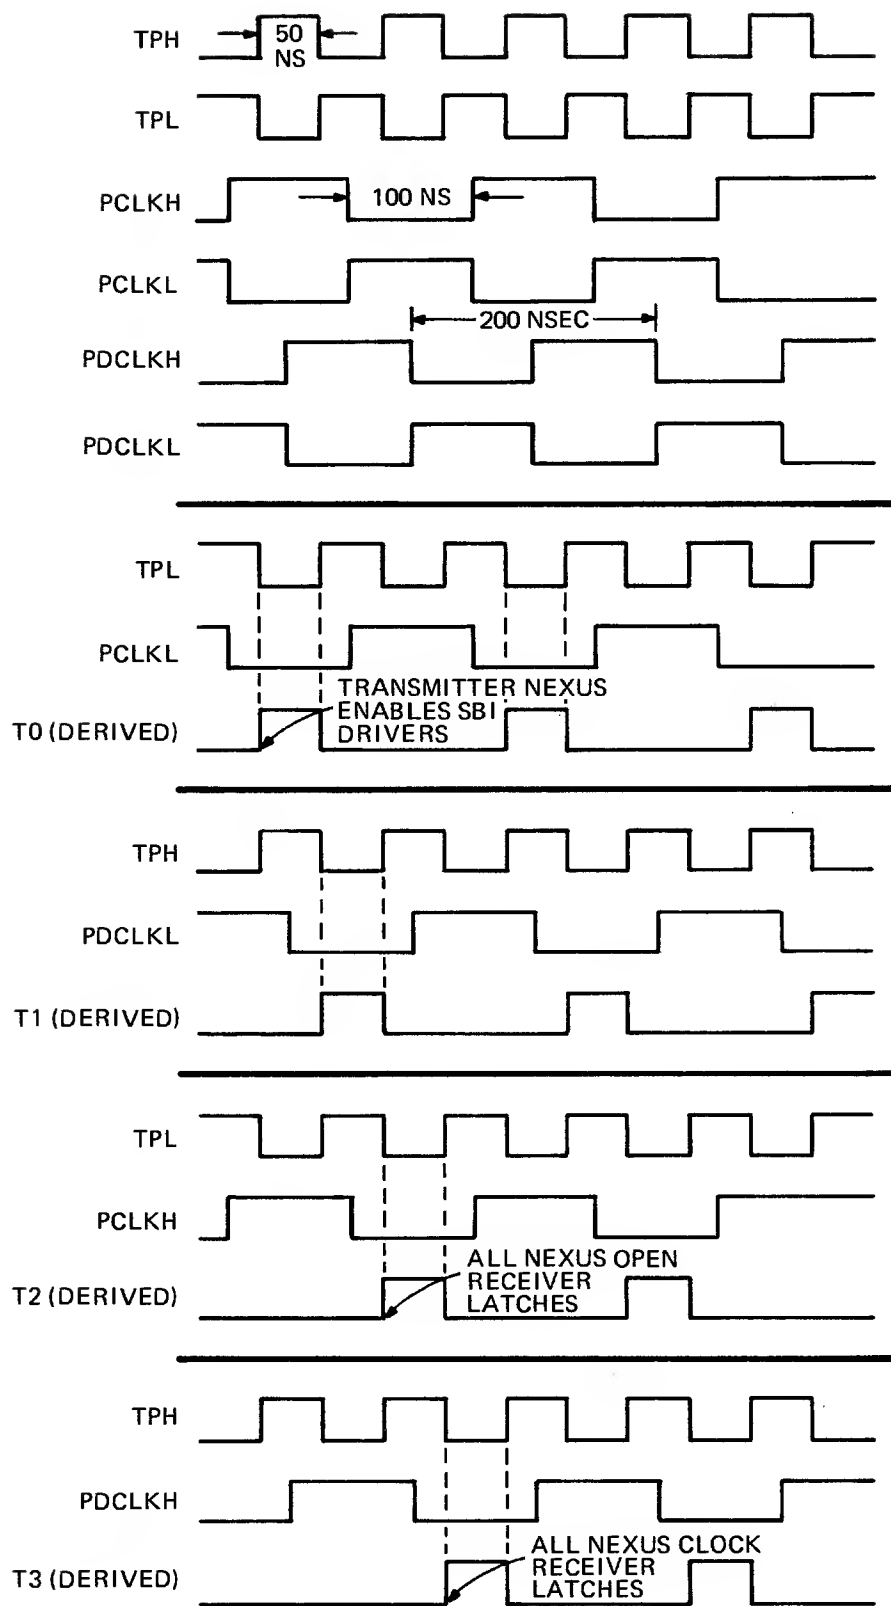 TPH
50
NS
TPL
PCLKH
100 NS
PCLKL
200 NSEC
PDCLKH
PDCLKL
TPL
PCLKL
TRANSMITTER NEXUS
ENABLES SBI
DRIVERS
T0 (DERIVED)
TPH
PDCLKL
T1 (DERIVED)
TPL
PCLKH
ALL NEXUS OPEN
RECEIVER
LATCHES
T2 (DERIVED)
TPH
PDCLKH
ALL NEXUS CLOCK
RECEIVER
LATCHES
T3 (DERIVED)